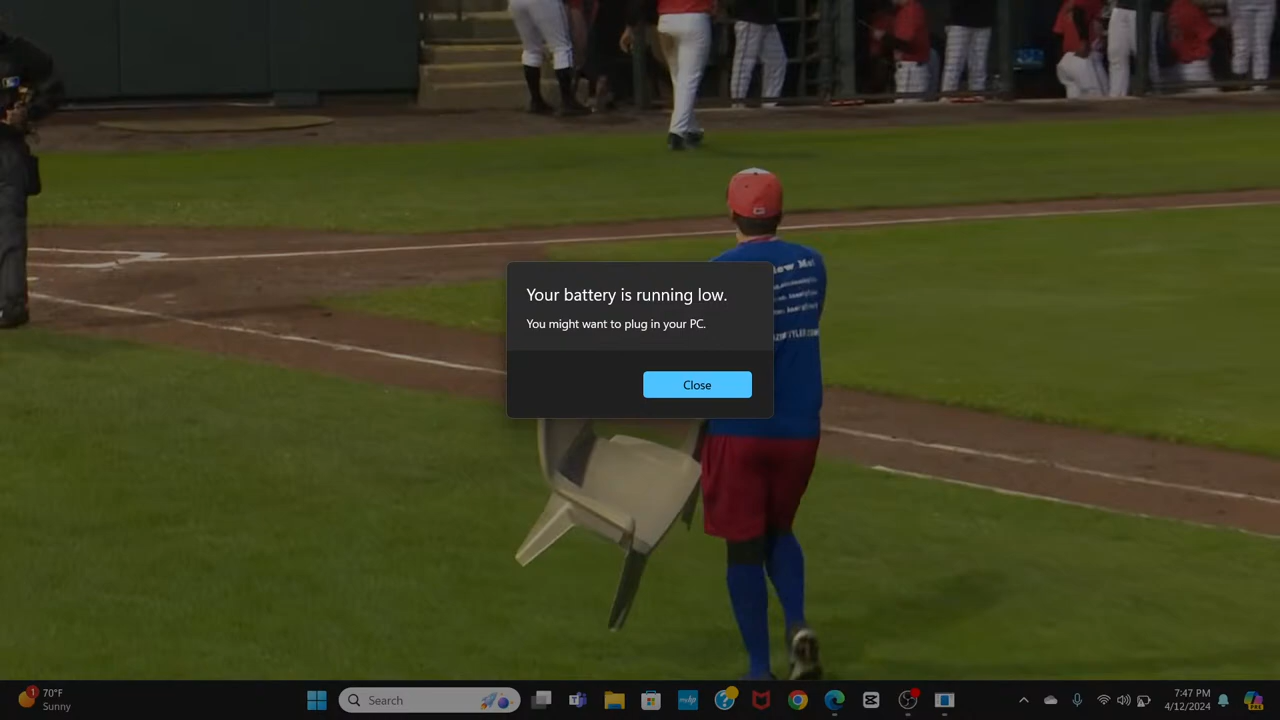 Your battery is running low.
You might want to plug in your PC.
Close
1
70°F
Sunny
Search
7:47 PM
4/12/2024